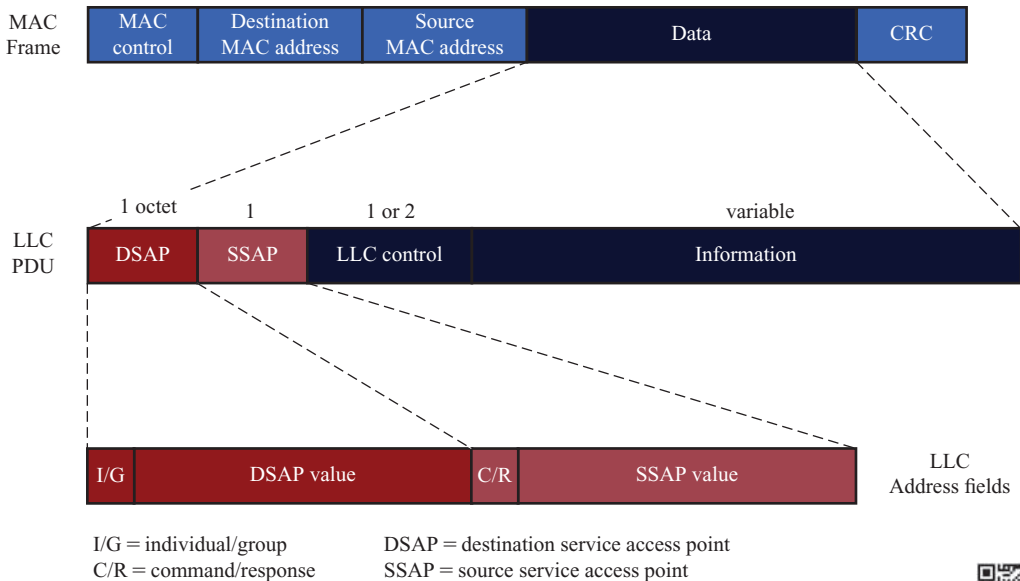 MAC Frame
MAC control
Destination MAC address
Source MAC address
Data
CRC
1 octet
1
1 or 2
variable
LLC PDU
DSAP
SSAP
LLC control
Information
I/G
DSAP value
C/R
SSAP value
LLC Address fields
I/G = individual/group
DSAP = destination service access point
C/R = command/response
SSAP = source service access point